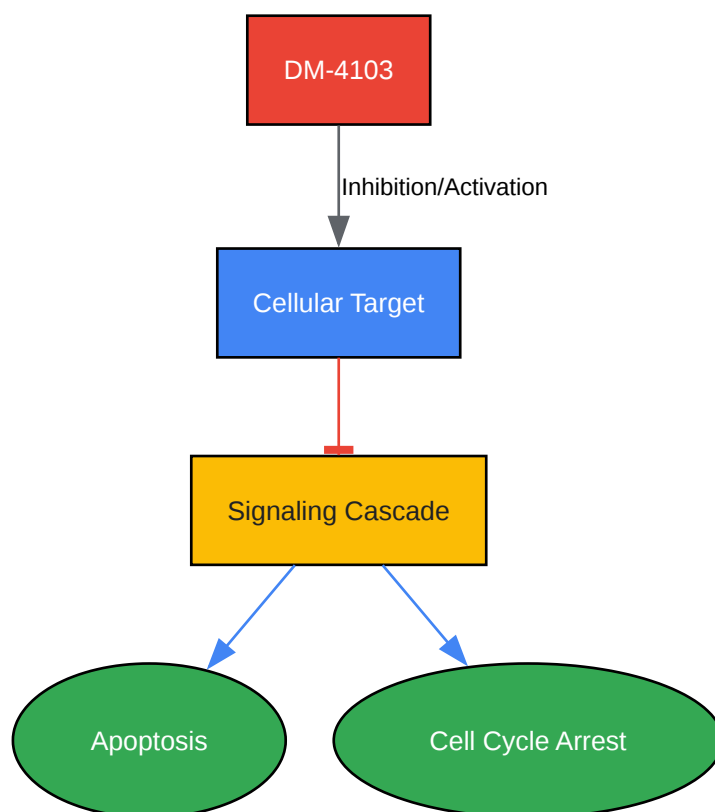 DM-4103
Inhibition/Activation
Cellular Target
Signaling Cascade
Apoptosis
Cell Cycle Arrest